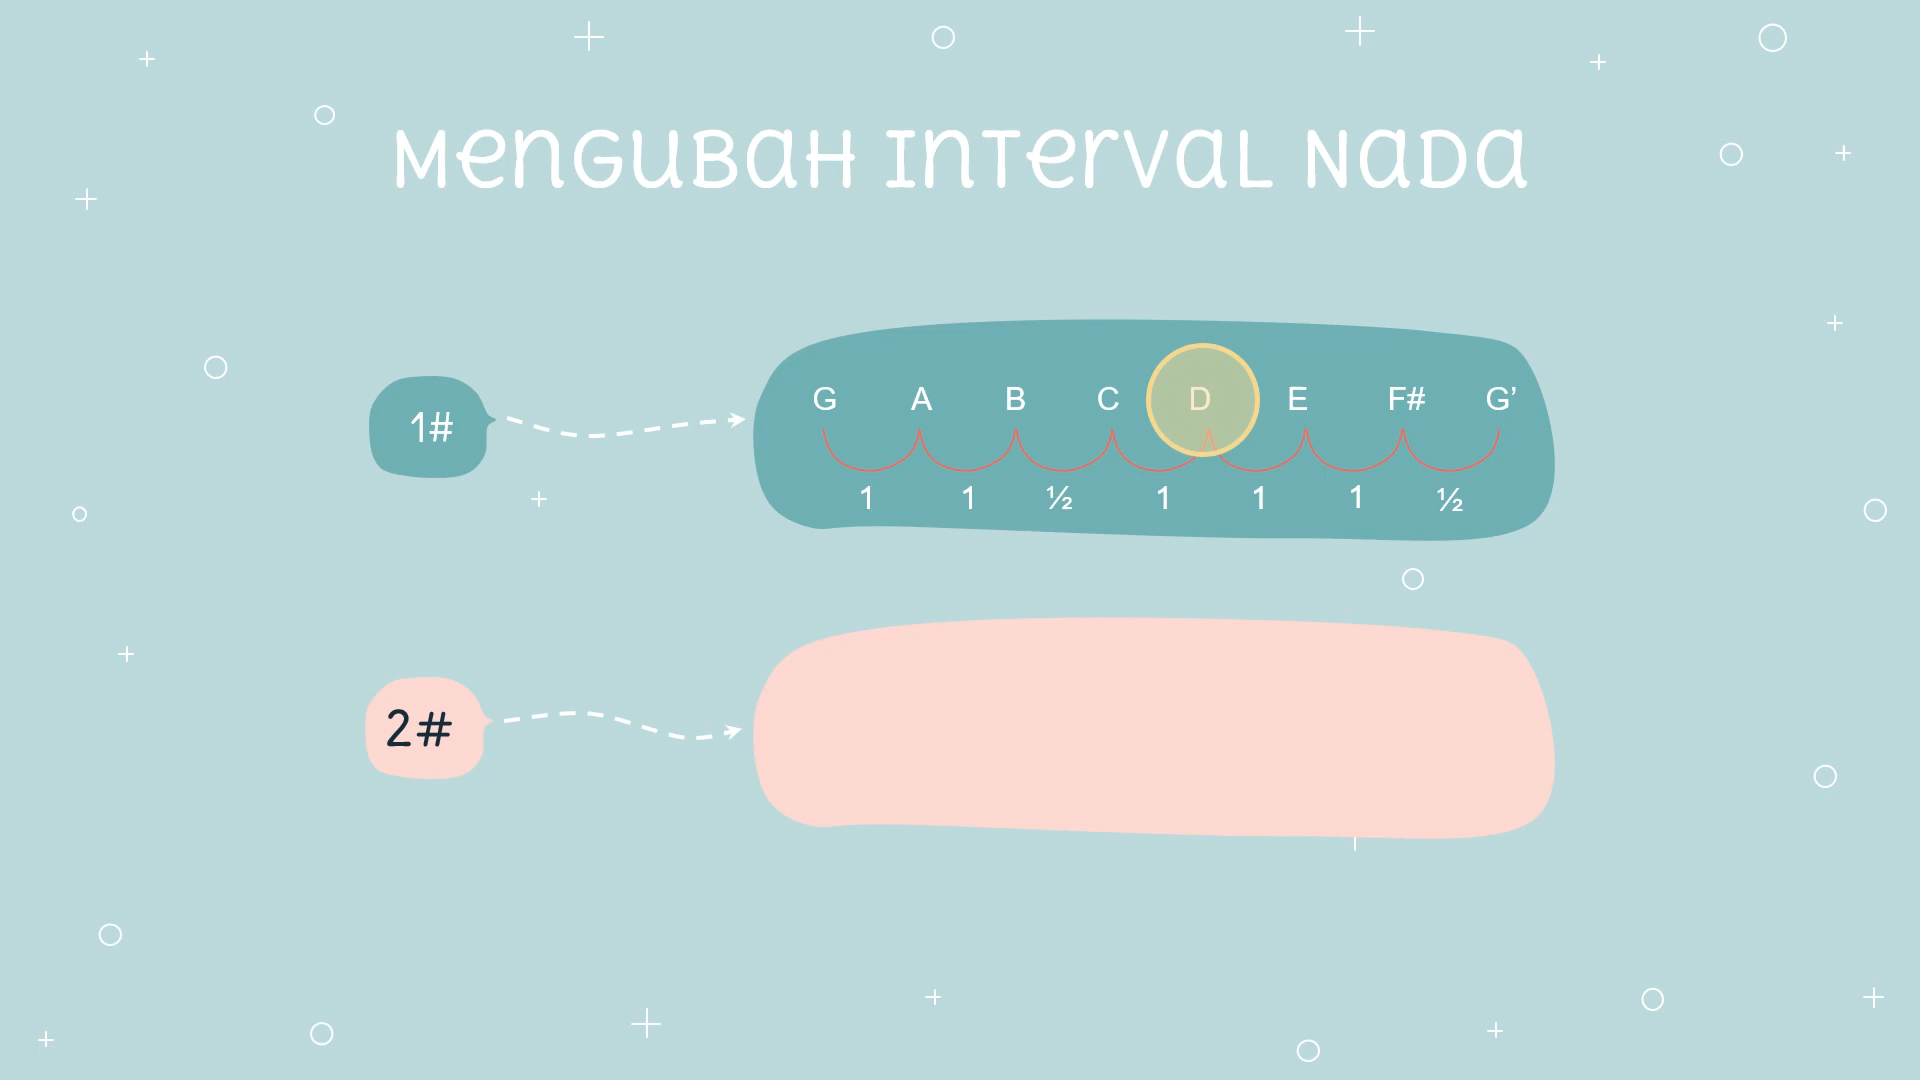 Mengubah Interval Nada
1#
G A B C D E F# G’
1 1 ½ 1 1 1 ½
2#